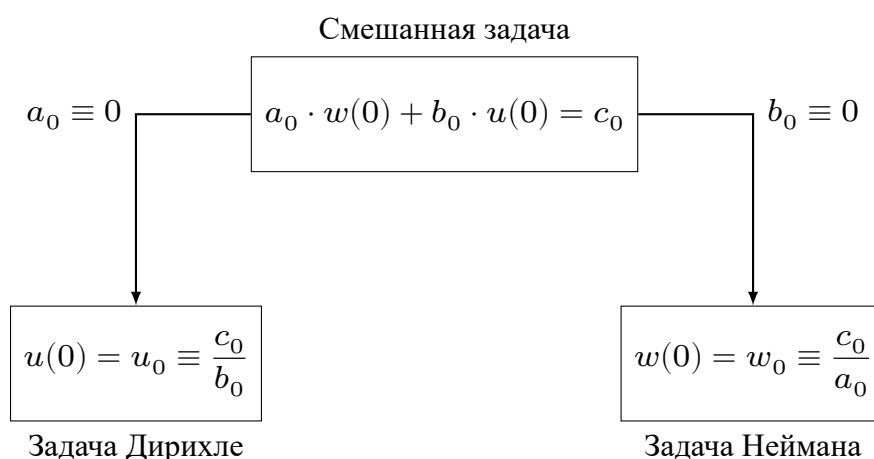 Смешанная задача
a₀ ≡ 0
a₀ · w(0) + b₀ · u(0) = c₀
b₀ ≡ 0
u(0) = u₀ ≡ c₀/b₀
w(0) = w₀ ≡ c₀/a₀
Задача Дирихле
Задача Неймана